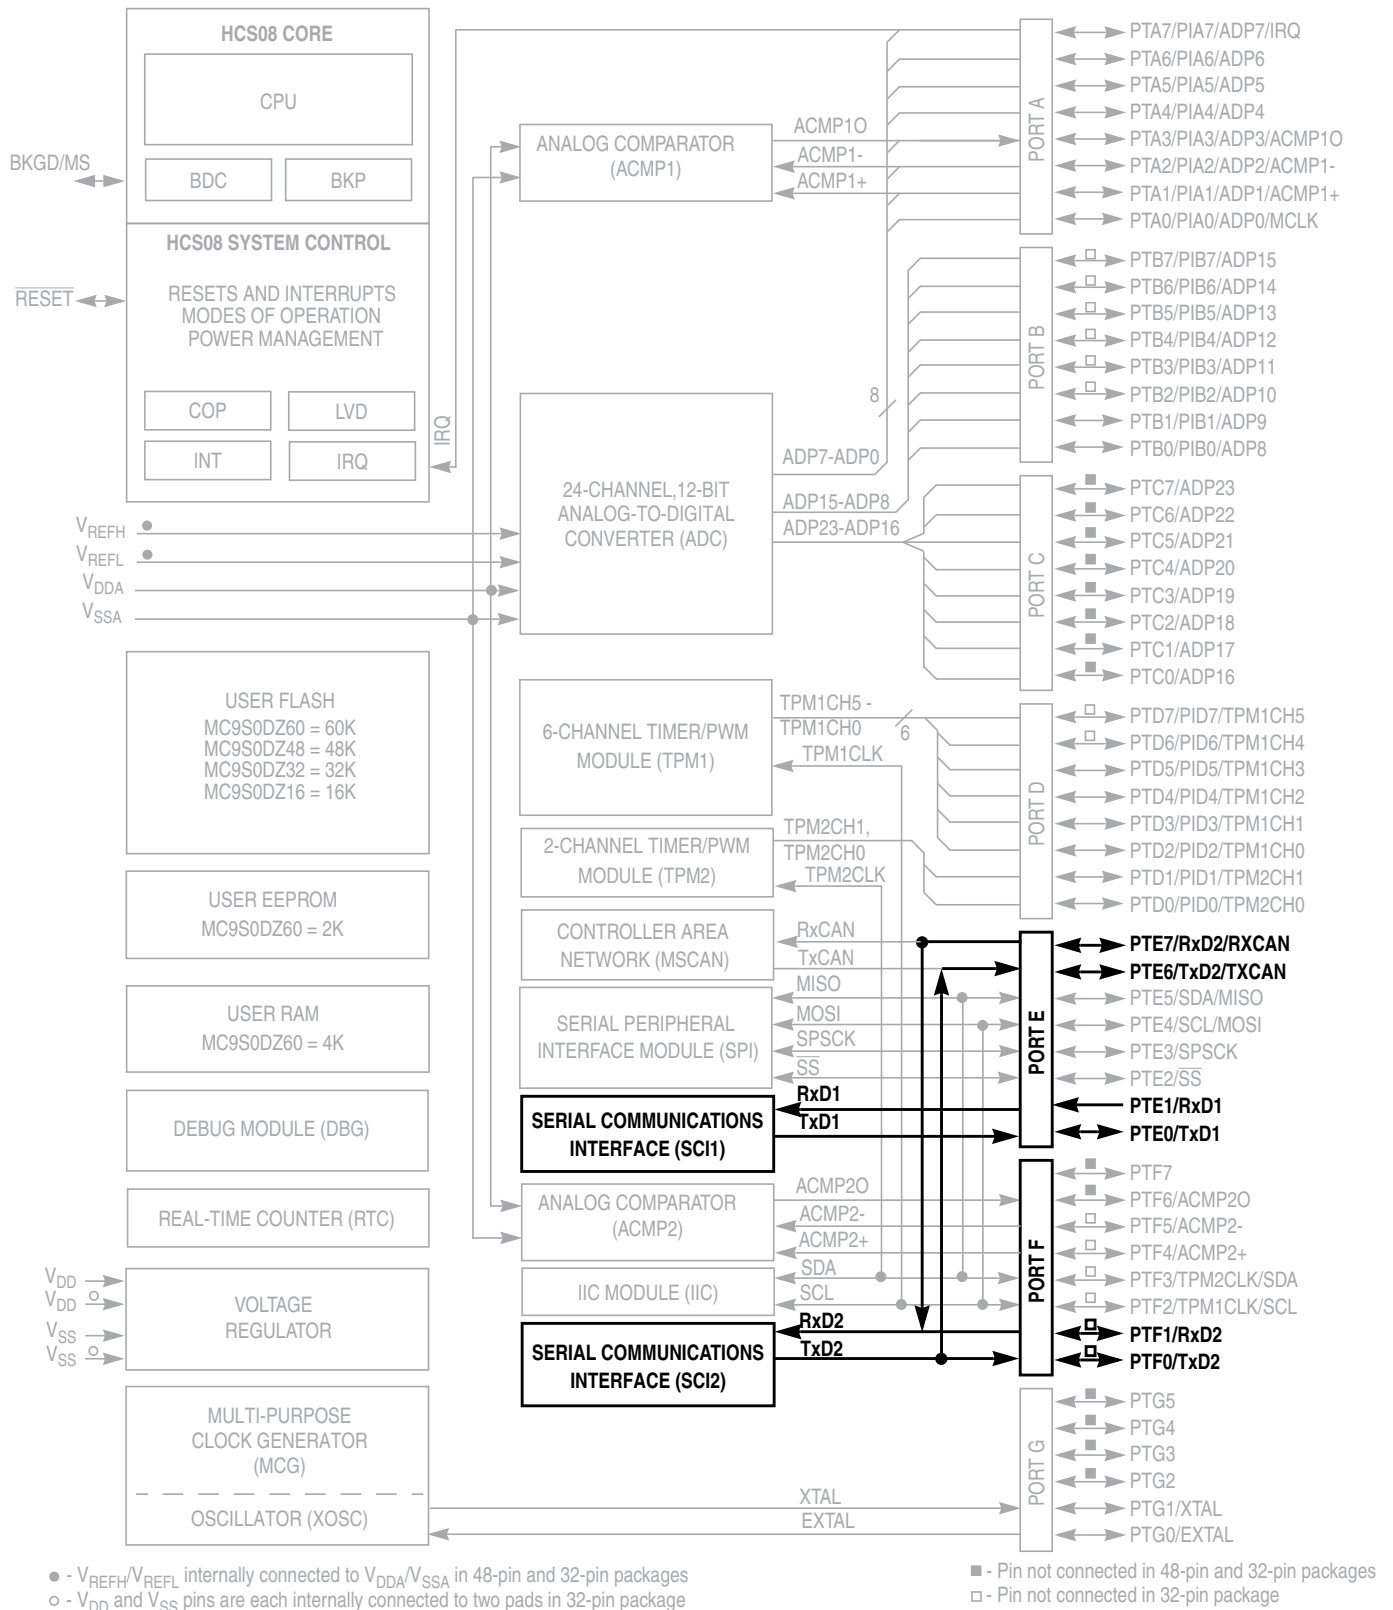 HCS08 CORE
CPU
BDC
BKP
BKGD/MS
HCS08 SYSTEM CONTROL
RESETS AND INTERRUPTS
MODES OF OPERATION
POWER MANAGEMENT
RESET
COP
LVD
INT
IRQ
IRQ
VREFH
VREFL
VDDA
VSSA
USER FLASH
MC9S0DZ60 = 60K
MC9S0DZ48 = 48K
MC9S0DZ32 = 32K
MC9S0DZ16 = 16K
USER EEPROM
MC9S0DZ60 = 2K
USER RAM
MC9S0DZ60 = 4K
DEBUG MODULE (DBG)
REAL-TIME COUNTER (RTC)
VDD
VDD
VSS
VSS
VOLTAGE
REGULATOR
MULTI-PURPOSE
CLOCK GENERATOR
(MCG)
OSCILLATOR (XOSC)
ANALOG COMPARATOR
(ACMP1)
ACMP1O
ACMP1-
ACMP1+
24-CHANNEL,12-BIT
ANALOG-TO-DIGITAL
CONVERTER (ADC)
8
ADP7-ADP0
ADP15-ADP8
ADP23-ADP16
6-CHANNEL TIMER/PWM
MODULE (TPM1)
TPM1CH5 -
TPM1CH0
6
TPM1CLK
2-CHANNEL TIMER/PWM
MODULE (TPM2)
TPM2CH1,
TPM2CH0
TPM2CLK
CONTROLLER AREA
NETWORK (MSCAN)
RxCAN
TxCAN
SERIAL PERIPHERAL
INTERFACE MODULE (SPI)
MISO
MOSI
SPSCK
SS
SERIAL COMMUNICATIONS
INTERFACE (SCI1)
RxD1
TxD1
ANALOG COMPARATOR
(ACMP2)
ACMP2O
ACMP2-
ACMP2+
IIC MODULE (IIC)
SDA
SCL
SERIAL COMMUNICATIONS
INTERFACE (SCI2)
RxD2
TxD2
XTAL
EXTAL
PORT A
PTA7/PIA7/ADP7/IRQ
PTA6/PIA6/ADP6
PTA5/PIA5/ADP5
PTA4/PIA4/ADP4
PTA3/PIA3/ADP3/ACMP1O
PTA2/PIA2/ADP2/ACMP1-
PTA1/PIA1/ADP1/ACMP1+
PTA0/PIA0/ADP0/MCLK
PORT B
PTB7/PIB7/ADP15
PTB6/PIB6/ADP14
PTB5/PIB5/ADP13
PTB4/PIB4/ADP12
PTB3/PIB3/ADP11
PTB2/PIB2/ADP10
PTB1/PIB1/ADP9
PTB0/PIB0/ADP8
PORT C
PTC7/ADP23
PTC6/ADP22
PTC5/ADP21
PTC4/ADP20
PTC3/ADP19
PTC2/ADP18
PTC1/ADP17
PTC0/ADP16
PORT D
PTD7/PID7/TPM1CH5
PTD6/PID6/TPM1CH4
PTD5/PID5/TPM1CH3
PTD4/PID4/TPM1CH2
PTD3/PID3/TPM1CH1
PTD2/PID2/TPM1CH0
PTD1/PID1/TPM2CH1
PTD0/PID0/TPM2CH0
PORT E
PTE7/RxD2/RXCAN
PTE6/TxD2/TXCAN
PTE5/SDA/MISO
PTE4/SCL/MOSI
PTE3/SPSCK
PTE2/SS
PTE1/RxD1
PTE0/TxD1
PORT F
PTF7
PTF6/ACMP2O
PTF5/ACMP2-
PTF4/ACMP2+
PTF3/TPM2CLK/SDA
PTF2/TPM1CLK/SCL
PTF1/RxD2
PTF0/TxD2
PORT G
PTG5
PTG4
PTG3
PTG2
PTG1/XTAL
PTG0/EXTAL
● - VREFH/VREFL internally connected to VDDA/VSSA in 48-pin and 32-pin packages
○ - VDD and VSS pins are each internally connected to two pads in 32-pin package
■ - Pin not connected in 48-pin and 32-pin packages
□ - Pin not connected in 32-pin package